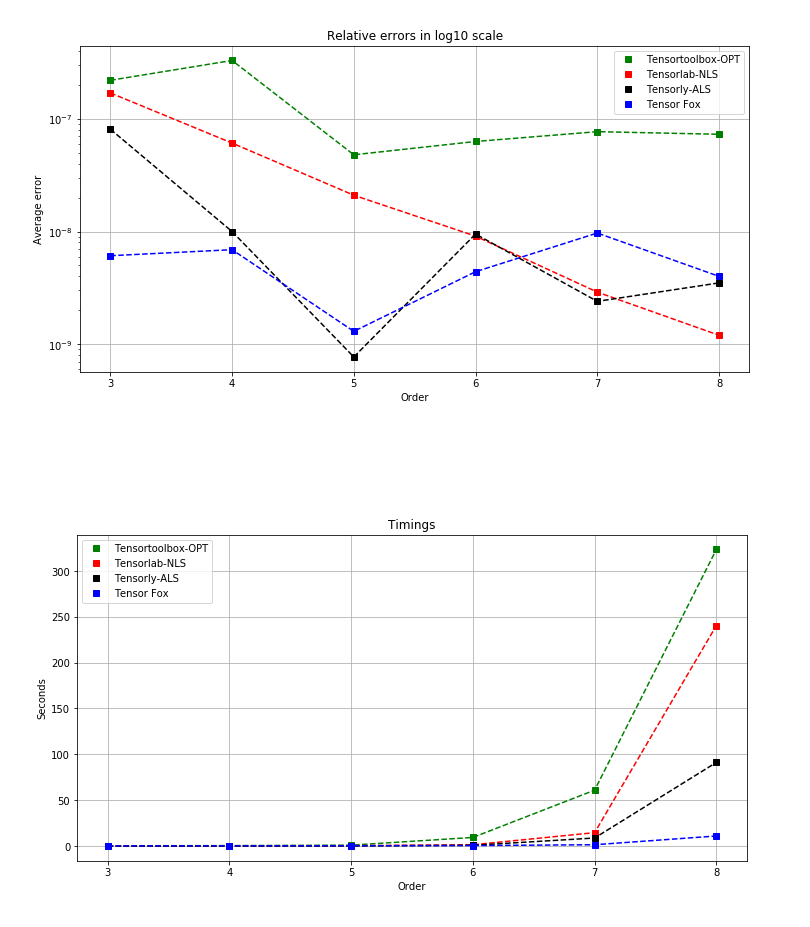 Relative errors in log10 scale
Tensortoolbox-OPT
Tensorlab-NLS
Tensorly-ALS
Tensor Fox
10⁻⁷
10⁻⁸
10⁻⁹
Average error
3 4 5 6 7 8
Order
Timings
Tensortoolbox-OPT
Tensorlab-NLS
Tensorly-ALS
Tensor Fox
300
250
200
150
100
50
0
Seconds
3 4 5 6 7 8
Order